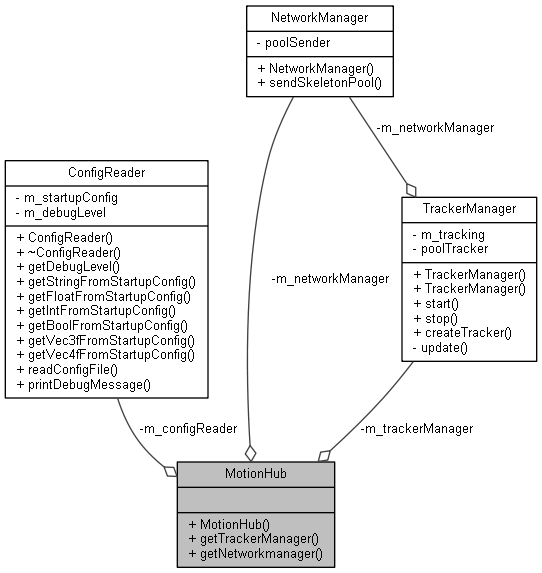 NetworkManager
- poolSender
+ NetworkManager()
+ sendSkeletonPool()
-m_networkManager
ConfigReader
- m_startupConfig
- m_debugLevel
+ ConfigReader()
+ ~ConfigReader()
+ getDebugLevel()
+ getStringFromStartupConfig()
+ getFloatFromStartupConfig()
+ getIntFromStartupConfig()
+ getBoolFromStartupConfig()
+ getVec3fFromStartupConfig()
+ getVec4fFromStartupConfig()
+ readConfigFile()
+ printDebugMessage()
TrackerManager
- m_tracking
- poolTracker
+ TrackerManager()
+ TrackerManager()
+ start()
+ stop()
+ createTracker()
- update()
-m_networkManager
-m_configReader
-m_trackerManager
MotionHub
+ MotionHub()
+ getTrackerManager()
+ getNetworkmanager()